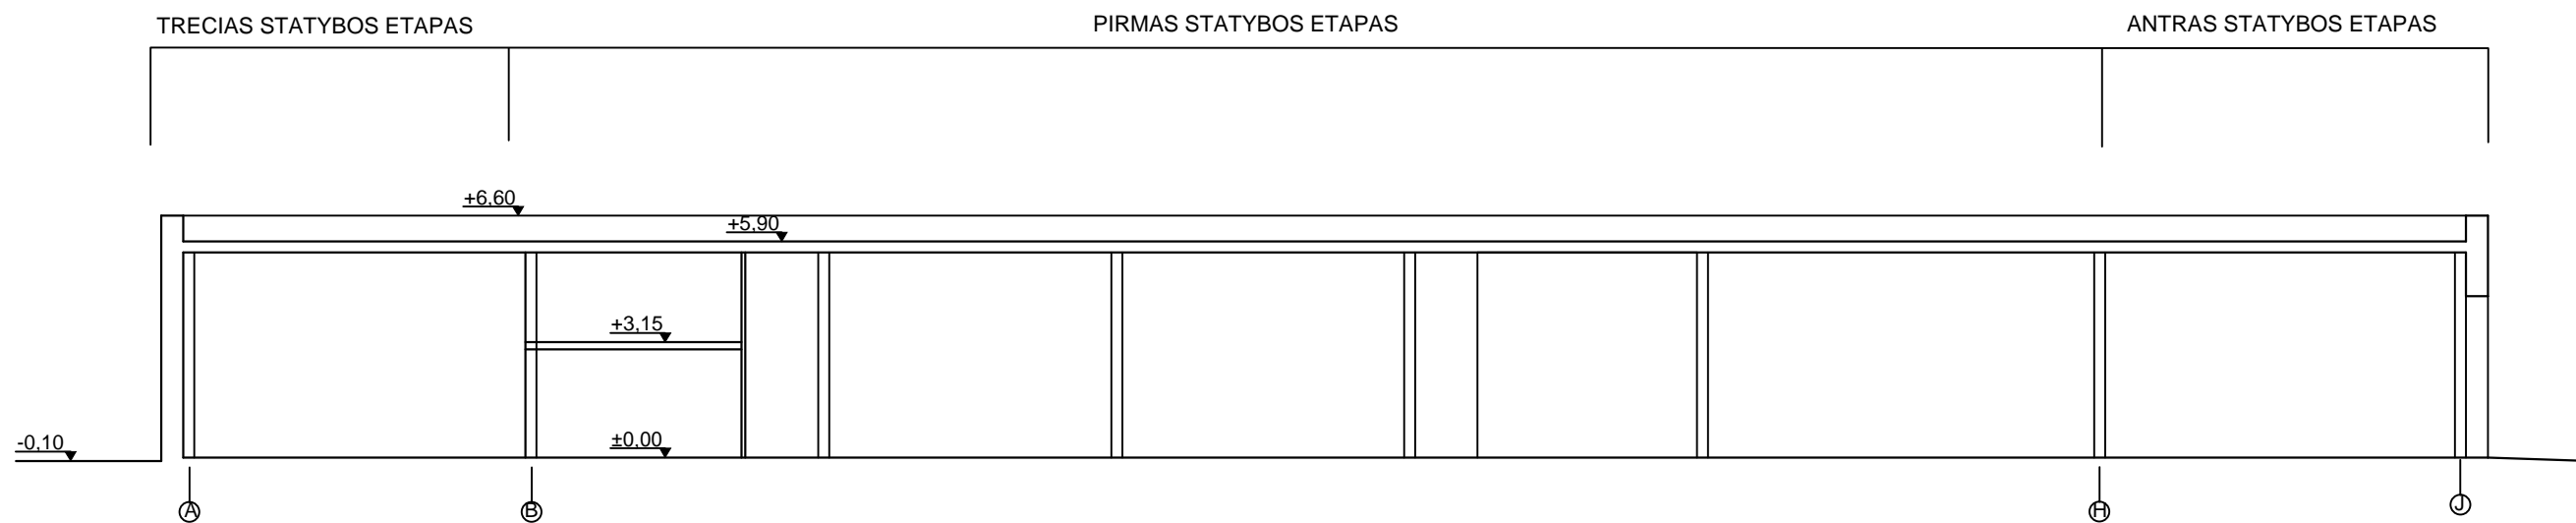 TRECIAS STATYBOS ETAPAS
PIRMAS STATYBOS ETAPAS
ANTRAS STATYBOS ETAPAS
+6,60
+5,90
+3,15
-0,10
±0,00
A
B
H
J